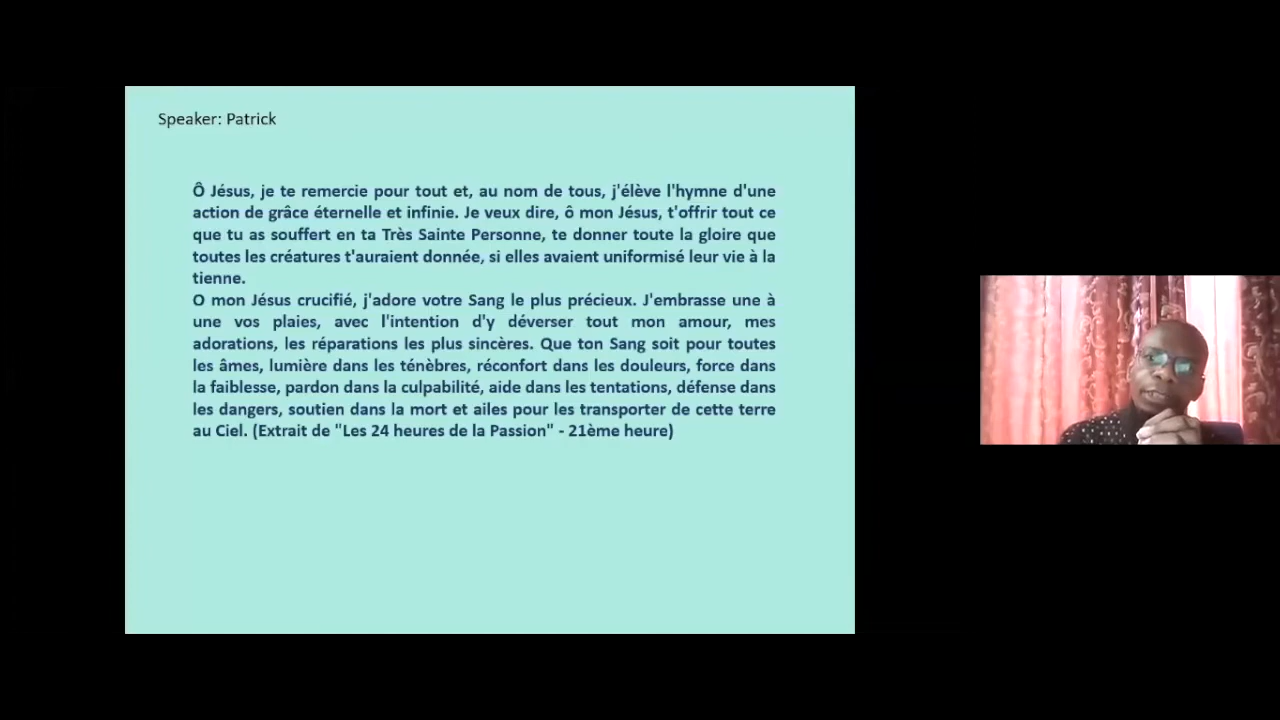 Speaker: Patrick
Ô Jésus, je te remercie pour tout et, au nom de tous, j'élève l'hymne d'une
action de grâce éternelle et infinie. Je veux dire, ô mon Jésus, t'offrir tout ce
que tu as souffert en ta Très Sainte Personne, te donner toute la gloire que
toutes les créatures t'auraient donnée, si elles avaient uniformisé leur vie à la
tienne.
O mon Jésus crucifié, j'adore votre Sang le plus précieux. J'embrasse une à
une vos plaies, avec l'intention d'y déverser tout mon amour, mes
adorations, les réparations les plus sincères. Que ton Sang soit pour toutes
les âmes, lumière dans les ténèbres, réconfort dans les douleurs, force dans
la faiblesse, pardon dans la culpabilité, aide dans les tentations, défense dans
les dangers, soutien dans la mort et ailes pour les transporter de cette terre
au Ciel. (Extrait de "Les 24 heures de la Passion" - 21ème heure)